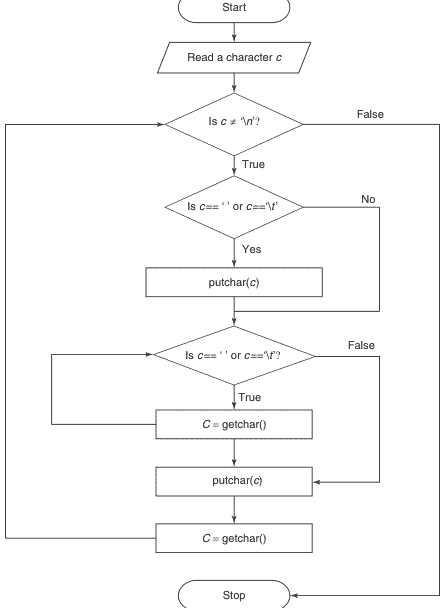 Start
Read a character c
Is c ≠ '\n'?
False
True
Is c== ' ' or c=='\t'
No
Yes
putchar(c)
Is c== ' ' or c=='\t'?
False
True
C = getchar()
putchar(c)
C = getchar()
Stop